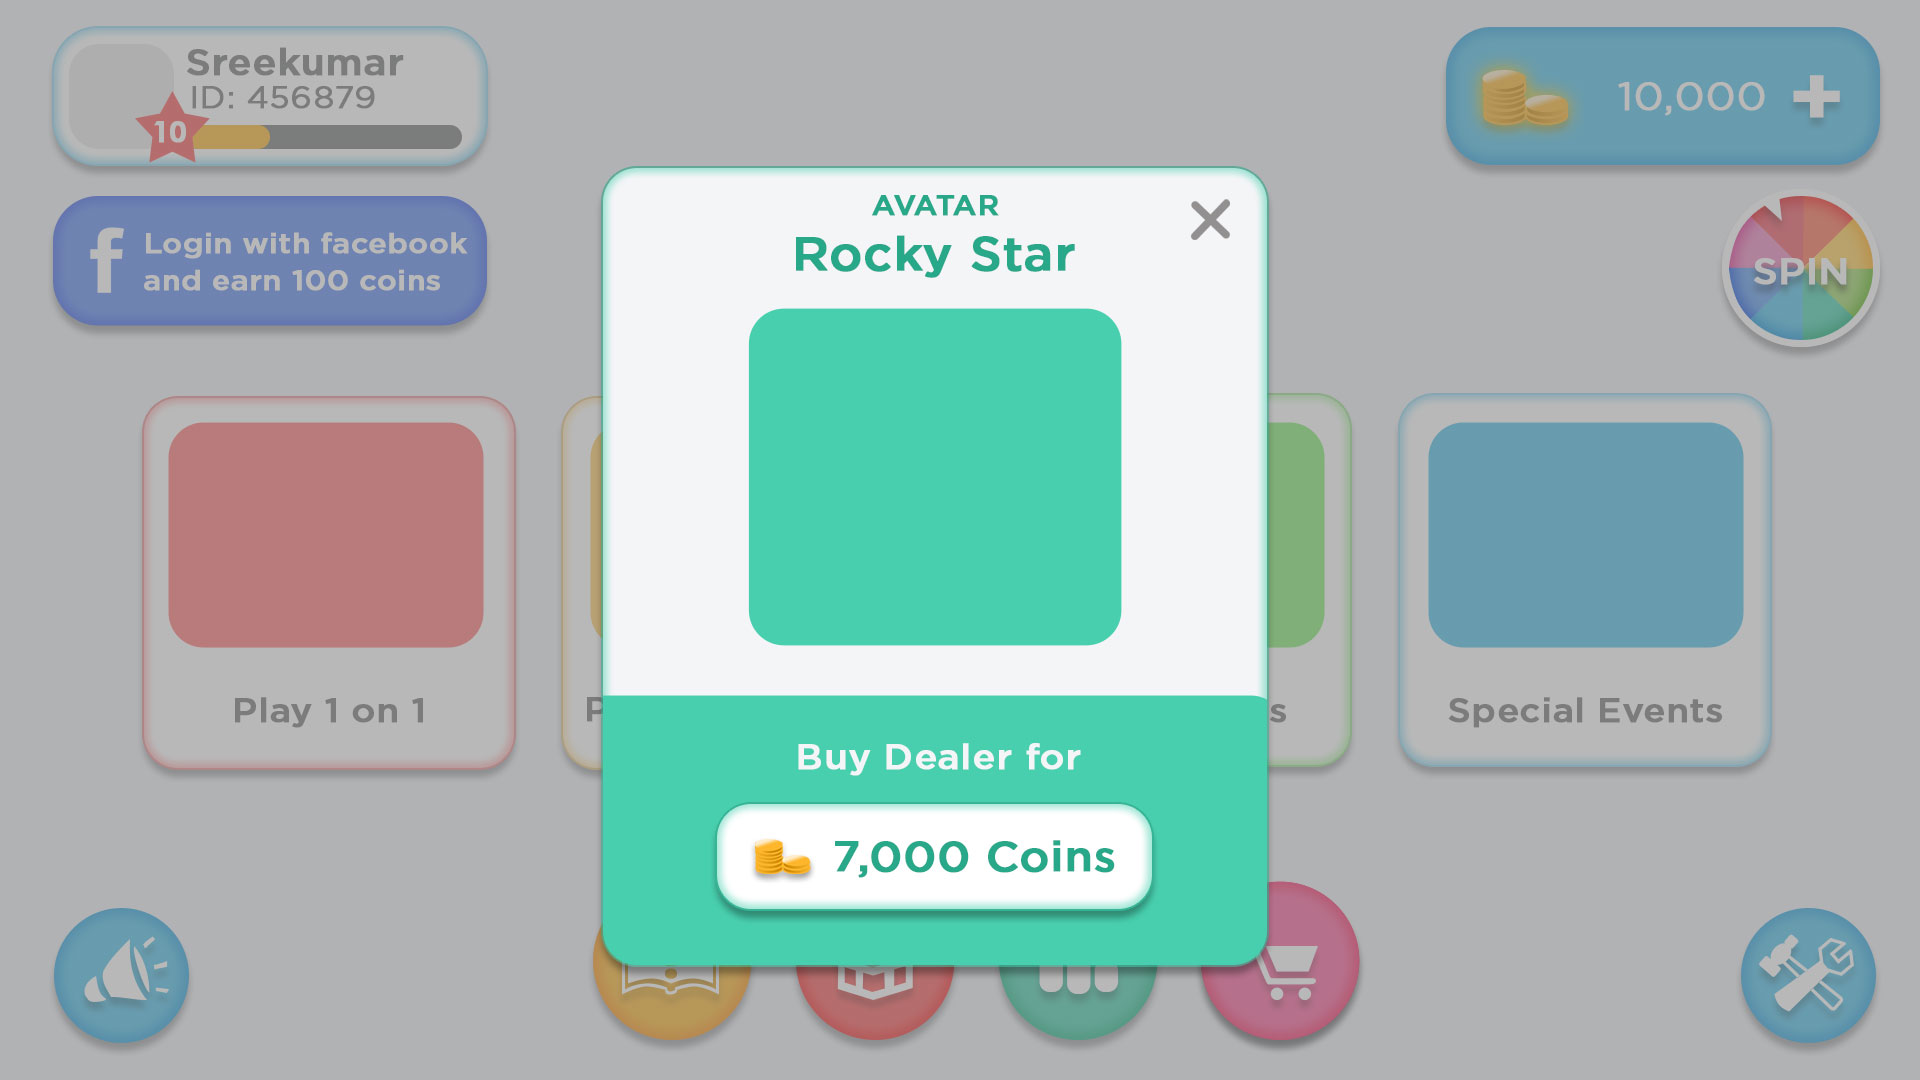 Sreekumar
ID: 456879
10
10,000
Login with facebook
and earn 100 coins
SPIN
AVATAR
Rocky Star
Play 1 on 1
Special Events
Buy Dealer for
7,000 Coins